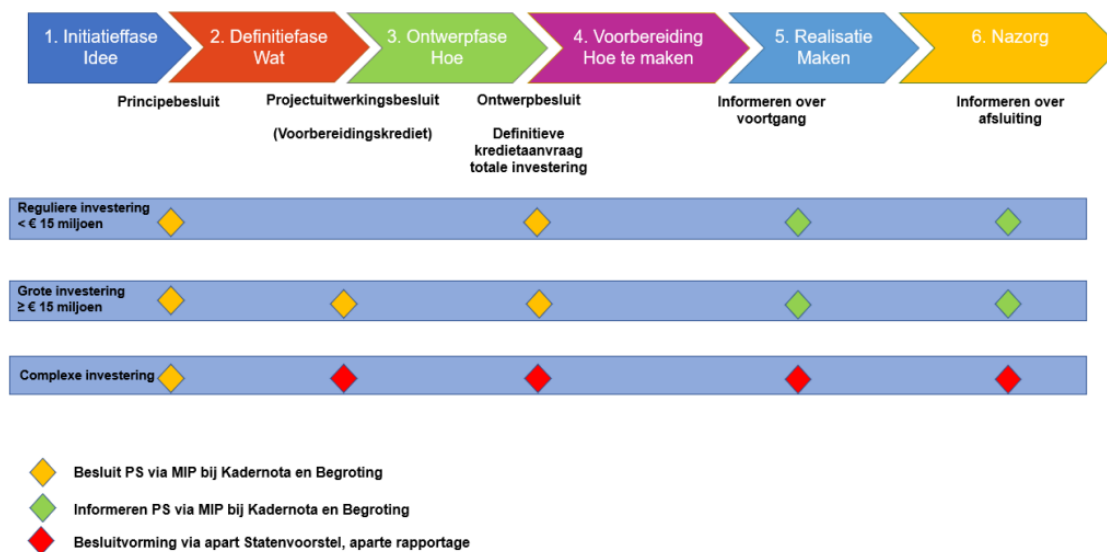 1. Initiatieffase
Idee
2. Definitiefase
Wat
3. Ontwerpfase
Hoe
4. Voorbereiding
Hoe te maken
5. Realisatie
Maken
6. Nazorg
Principebesluit
Projectuitwerkingsbesluit
(Voorbereidingskrediet)
Ontwerpbesluit
Definitieve
kredietaanvraag
totale investering
Informeren over
voortgang
Informeren over
afsluiting
Reguliere investering
< € 15 miljoen
Grote investering
≥ € 15 miljoen
Complexe investering
Besluit PS via MIP bij Kadernota en Begroting
Informeren PS via MIP bij Kadernota en Begroting
Besluitvorming via apart Statenvoorstel, aparte rapportage